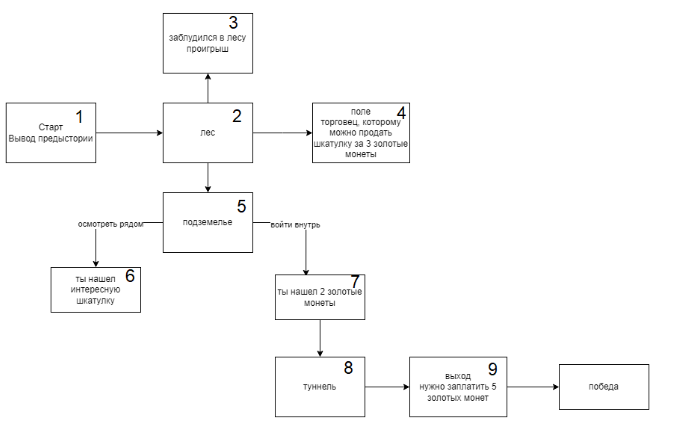 3
заблудился в лесу
проигрыш
1
Старт
Вывод предыстории
2
лес
4
поле
торговец, которому
можно продать
шкатулку за 3 золотые
монеты
5
подземелье
осмотреть рядом
войти внутрь
6
ты нашел
интересную
шкатулку
7
ты нашел 2 золотые
монеты
8
туннель
9
выход
нужно заплатить 5
золотых монет
победа